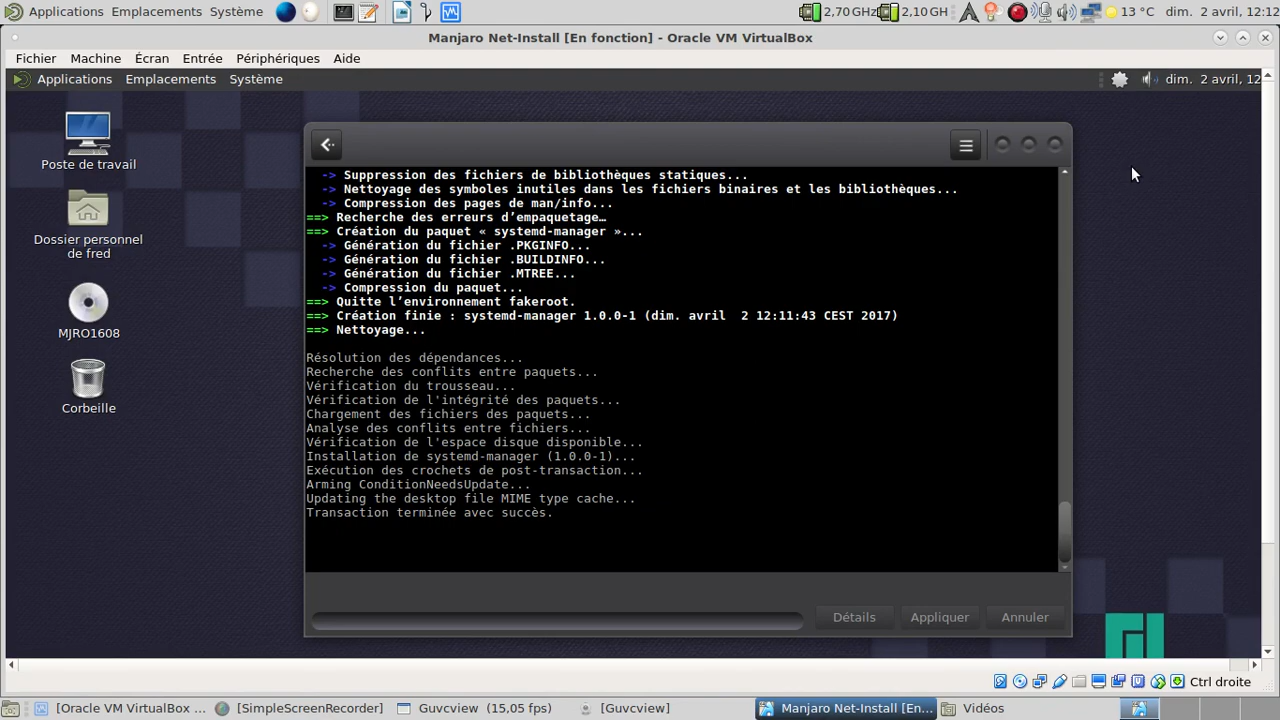 Applications Emplacements Système 2,70GHz 2,10 GH 13 °C dim. 2 avril, 12:12
Manjaro Net-Install [En fonction] - Oracle VM VirtualBox
Fichier Machine Écran Entrée Périphériques Aide
Applications Emplacements Système dim. 2 avril, 12
Poste de travail
Dossier personnel
de fred
MJRO1608
Corbeille
-> Suppression des fichiers de bibliothèques statiques...
-> Nettoyage des symboles inutiles dans les fichiers binaires et les bibliothèques...
-> Compression des pages de man/info...
==> Recherche des erreurs d’empaquetage…
==> Création du paquet « systemd-manager »...
-> Génération du fichier .PKGINFO...
-> Génération du fichier .BUILDINFO...
-> Génération du fichier .MTREE...
-> Compression du paquet...
==> Quitte l’environnement fakeroot.
==> Création finie : systemd-manager 1.0.0-1 (dim. avril  2 12:11:43 CEST 2017)
==> Nettoyage...
Résolution des dépendances...
Recherche des conflits entre paquets...
Vérification du trousseau...
Vérification de l'intégrité des paquets...
Chargement des fichiers des paquets...
Analyse des conflits entre fichiers...
Vérification de l'espace disque disponible...
Installation de systemd-manager (1.0.0-1)...
Exécution des crochets de post-transaction...
Arming ConditionNeedsUpdate...
Updating the desktop file MIME type cache...
Transaction terminée avec succès.
Détails Appliquer Annuler
Ctrl droite
[Oracle VM VirtualBox ... [SimpleScreenRecorder] Guvcview (15,05 fps) [Guvcview] Manjaro Net-Install [En... Vidéos